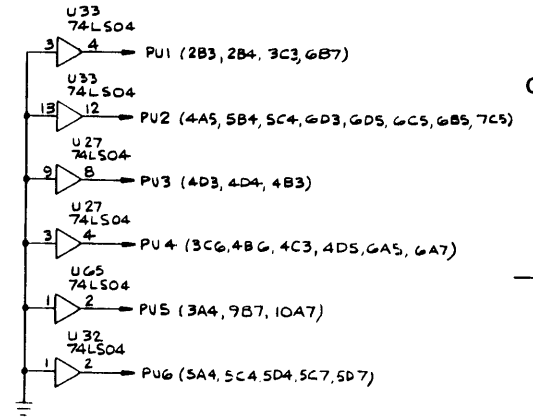 U33
74LS04
3 4 PU1 (2B3, 2B4, 3C3, 6B7)
U33
74LS04
13 12 PU2 (4A5, 5B4, 5C4, 6D3, 6D5, 6C5, 6B5, 7C5)
U27
74LS04
9 8 PU3 (4D3, 4D4, 4B3)
U27
74LS04
3 4 PU4 (3C6, 4B6, 4C3, 4D5, 6A5, 6A7)
U65
74LS04
1 2 PU5 (3A4, 9B7, 10A7)
U32
74LS04
1 2 PU6 (5A4, 5C4, 5D4, 5C7, 5D7)